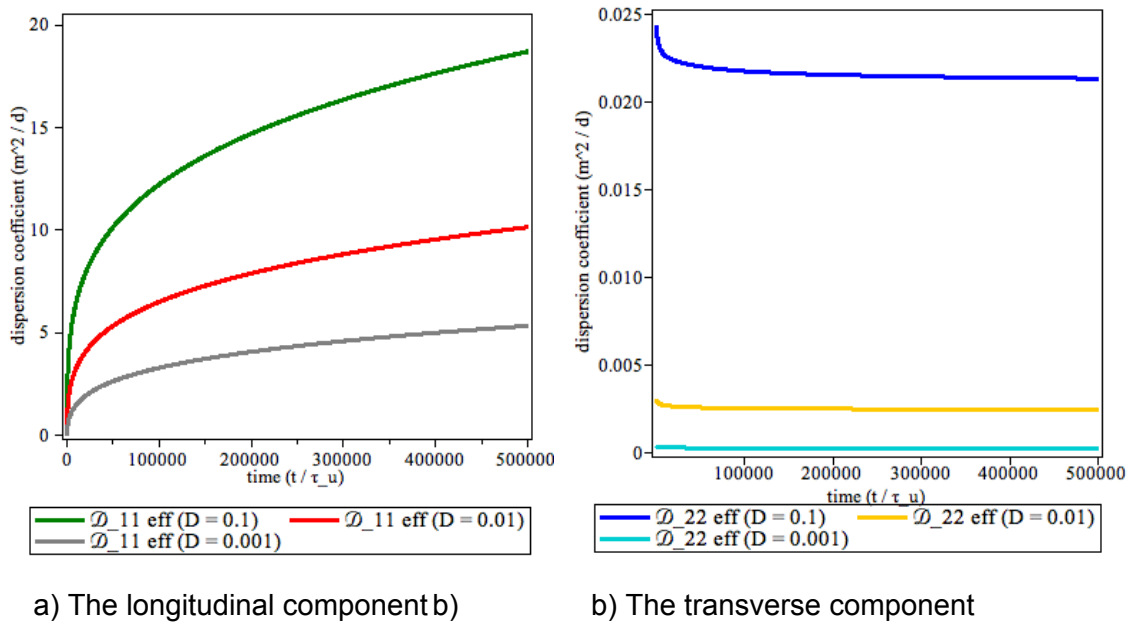 20
15
10
5
0
dispersion coefficient (m^2 / d)
0 100000 200000 300000 400000 500000
time (t / τ_u)
𝒟_11 eff (D = 0.1) 𝒟_11 eff (D = 0.01)
𝒟_11 eff (D = 0.001)
0.025
0.020
0.015
0.010
0.005
0
dispersion coefficient (m^2 / d)
100000 200000 300000 400000 500000
time (t / τ_u)
𝒟_22 eff (D = 0.1) 𝒟_22 eff (D = 0.01)
𝒟_22 eff (D = 0.001)
a) The longitudinal component b) b) The transverse component